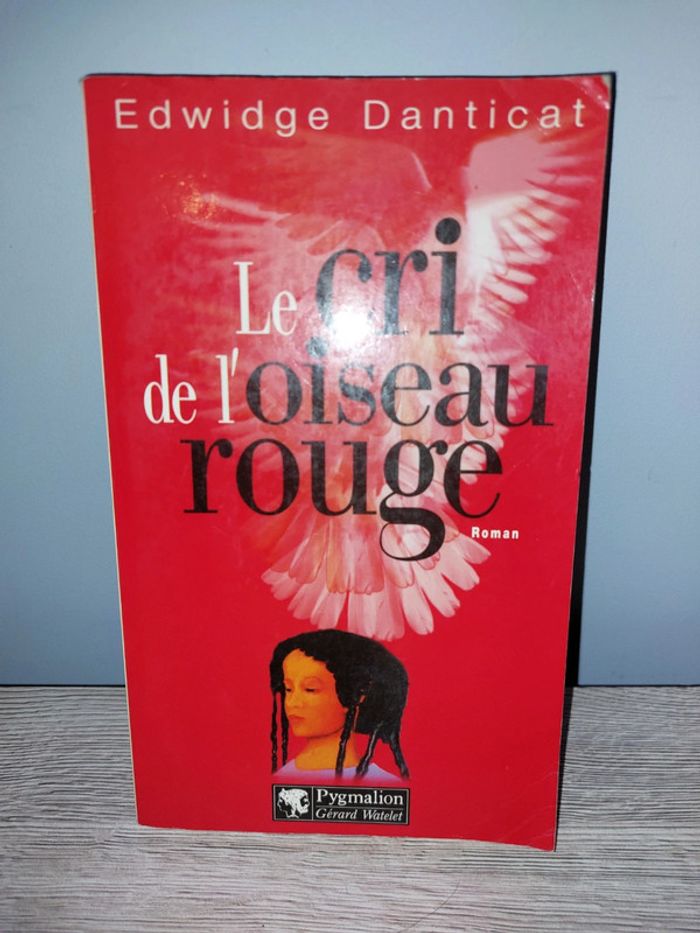 Edwidge Danticat
Le cri
de l'oiseau
rouge
Roman
Pygmalion
Gérard Watelet